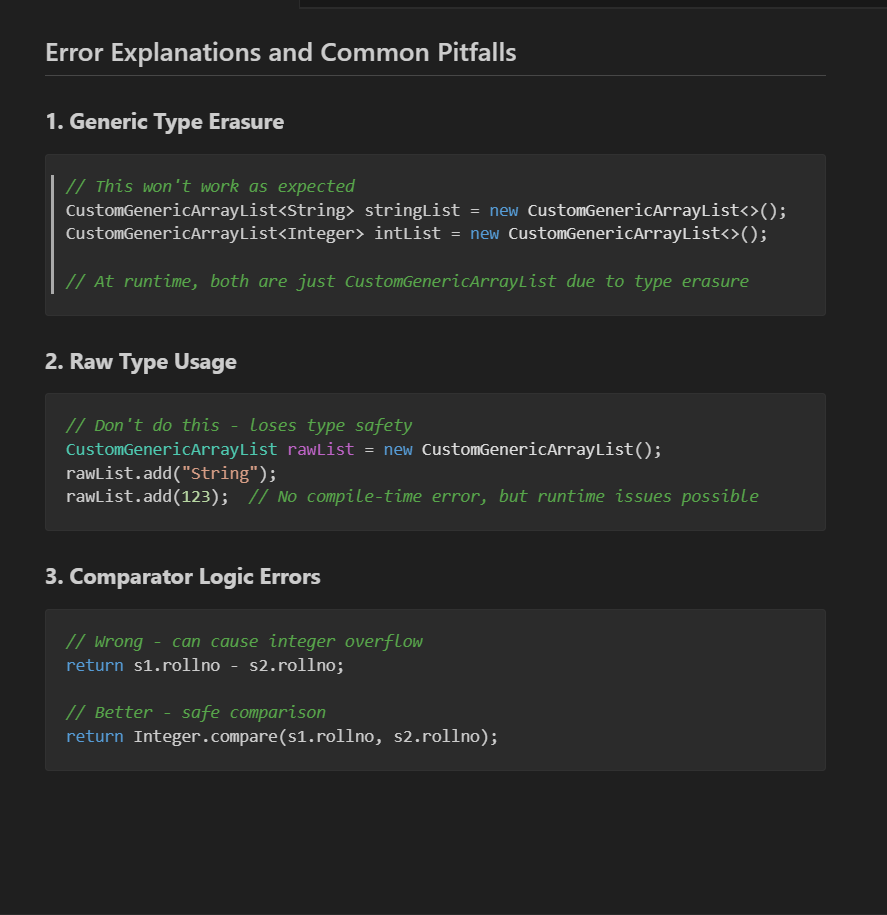 Error Explanations and Common Pitfalls
1. Generic Type Erasure
// This won't work as expected
CustomGenericArrayList<String> stringList = new CustomGenericArrayList<>();
CustomGenericArrayList<Integer> intList = new CustomGenericArrayList<>();
// At runtime, both are just CustomGenericArrayList due to type erasure
2. Raw Type Usage
// Don't do this - loses type safety
CustomGenericArrayList rawList = new CustomGenericArrayList();
rawList.add("String");
rawList.add(123);  // No compile-time error, but runtime issues possible
3. Comparator Logic Errors
// Wrong - can cause integer overflow
return s1.rollno - s2.rollno;
// Better - safe comparison
return Integer.compare(s1.rollno, s2.rollno);